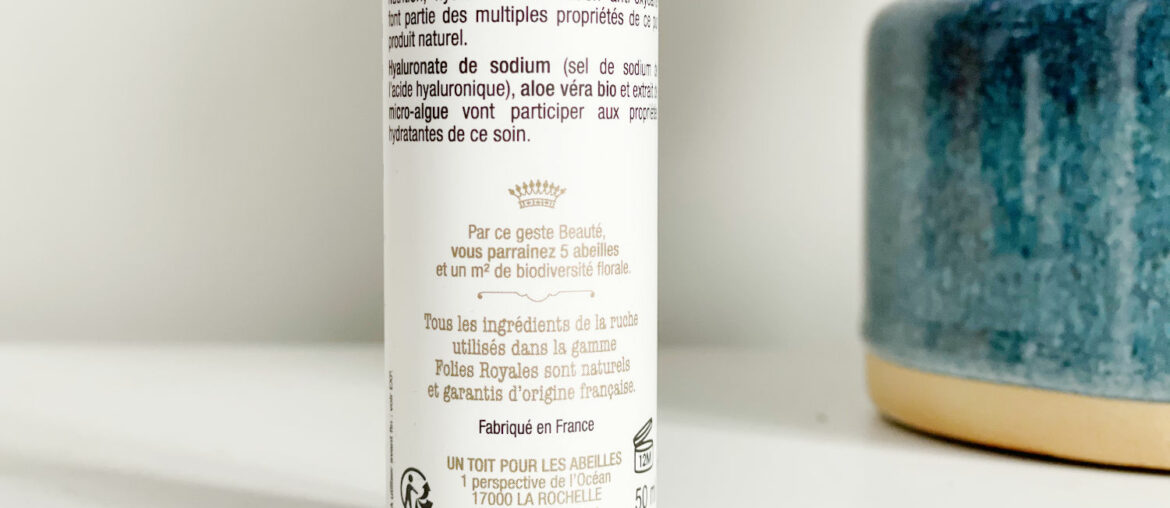 font partie des multiples propriétés de ce
produit naturel.
Hyaluronate de sodium (sel de sodium
l'acide hyaluronique), aloe véra bio et extrait
micro-algue vont participer aux
hydratantes de ce soin.
Par ce geste Beauté,
vous parrainez 5 abeilles
et un m² de biodiversité florale.
Tous les ingrédients de la ruche
utilisés dans la gamme
Folies Royales sont naturels
et garantis d'origine française.
Fabriqué en France
12M
UN TOIT POUR LES ABEILLES
1 perspective de l'Océan
17000 LA ROCHELLE
50